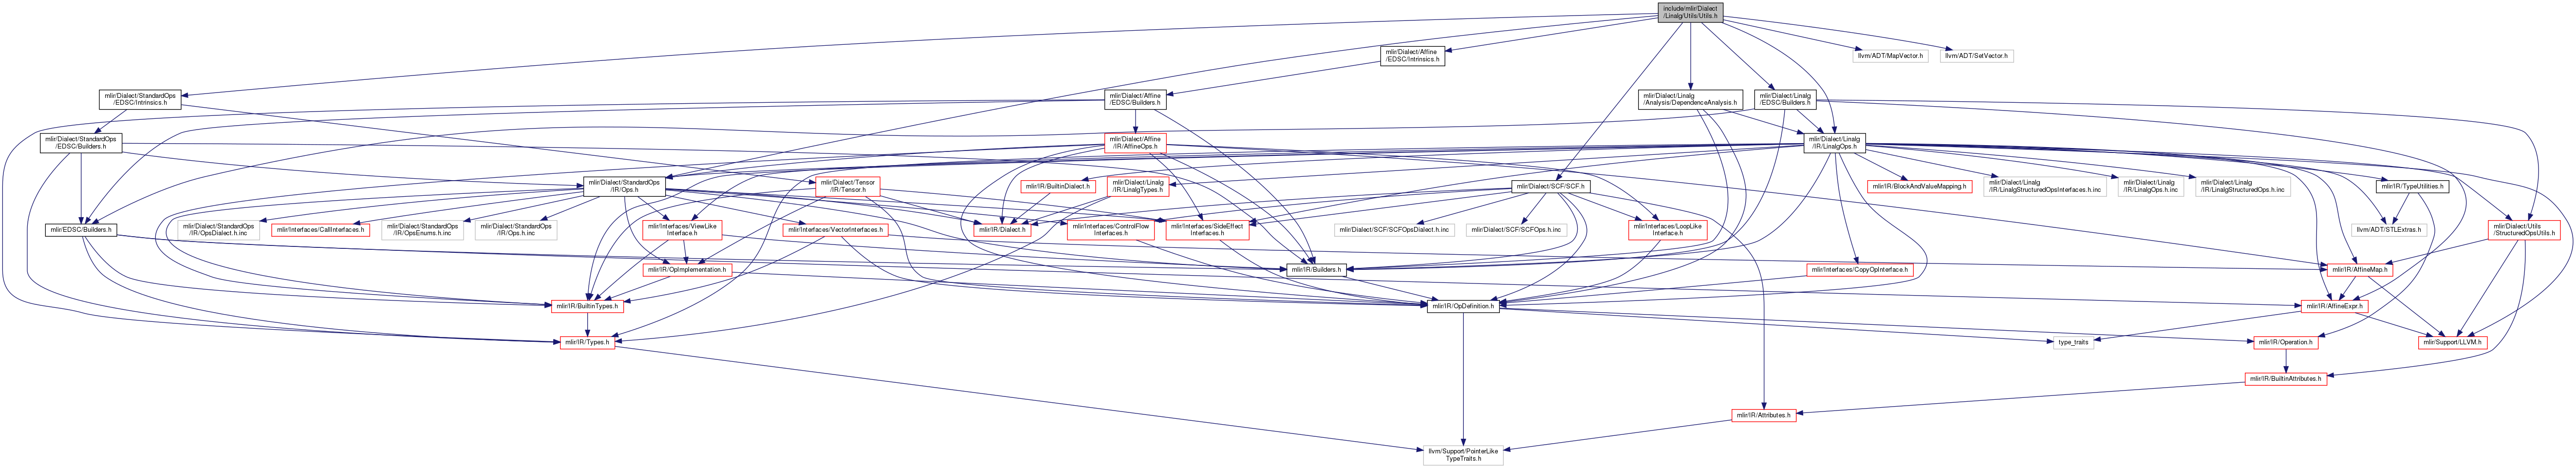 include/mlir/Dialect
/Linalg/Utils/Utils.h
mlir/Dialect/Affine
/EDSC/Intrinsics.h
llvm/ADT/MapVector.h
llvm/ADT/SetVector.h
mlir/Dialect/StandardOps
/EDSC/Intrinsics.h
mlir/Dialect/Affine
/EDSC/Builders.h
mlir/Dialect/Linalg
/Analysis/DependenceAnalysis.h
mlir/Dialect/Linalg
/EDSC/Builders.h
mlir/Dialect/StandardOps
/EDSC/Builders.h
mlir/Dialect/Affine
/IR/AffineOps.h
mlir/Dialect/Linalg
/IR/LinalgOps.h
mlir/Dialect/StandardOps
/IR/Ops.h
mlir/Dialect/Tensor
/IR/Tensor.h
mlir/IR/BuiltinDialect.h
mlir/Dialect/Linalg
/IR/LinalgTypes.h
mlir/Dialect/SCF/SCF.h
mlir/IR/BlockAndValueMapping.h
mlir/Dialect/Linalg
/IR/LinalgStructuredOpsInterfaces.h.inc
mlir/Dialect/Linalg
/IR/LinalgOps.h.inc
mlir/Dialect/Linalg
/IR/LinalgStructuredOps.h.inc
mlir/IR/TypeUtilities.h
mlir/EDSC/Builders.h
mlir/Dialect/StandardOps
/IR/OpsDialect.h.inc
mlir/Interfaces/CallInterfaces.h
mlir/Dialect/StandardOps
/IR/OpsEnums.h.inc
mlir/Dialect/StandardOps
/IR/Ops.h.inc
mlir/Interfaces/ViewLike
Interface.h
mlir/Interfaces/VectorInterfaces.h
mlir/IR/Dialect.h
mlir/Interfaces/ControlFlow
Interfaces.h
mlir/Interfaces/SideEffect
Interfaces.h
mlir/Dialect/SCF/SCFOpsDialect.h.inc
mlir/Dialect/SCF/SCFOps.h.inc
mlir/Interfaces/LoopLike
Interface.h
llvm/ADT/STLExtras.h
mlir/Dialect/Utils
/StructuredOpsUtils.h
mlir/IR/OpImplementation.h
mlir/IR/Builders.h
mlir/Interfaces/CopyOpInterface.h
mlir/IR/AffineMap.h
mlir/IR/BuiltinTypes.h
mlir/IR/OpDefinition.h
mlir/IR/AffineExpr.h
mlir/IR/Types.h
type_traits
mlir/IR/Operation.h
mlir/Support/LLVM.h
mlir/IR/BuiltinAttributes.h
mlir/IR/Attributes.h
llvm/Support/PointerLike
TypeTraits.h